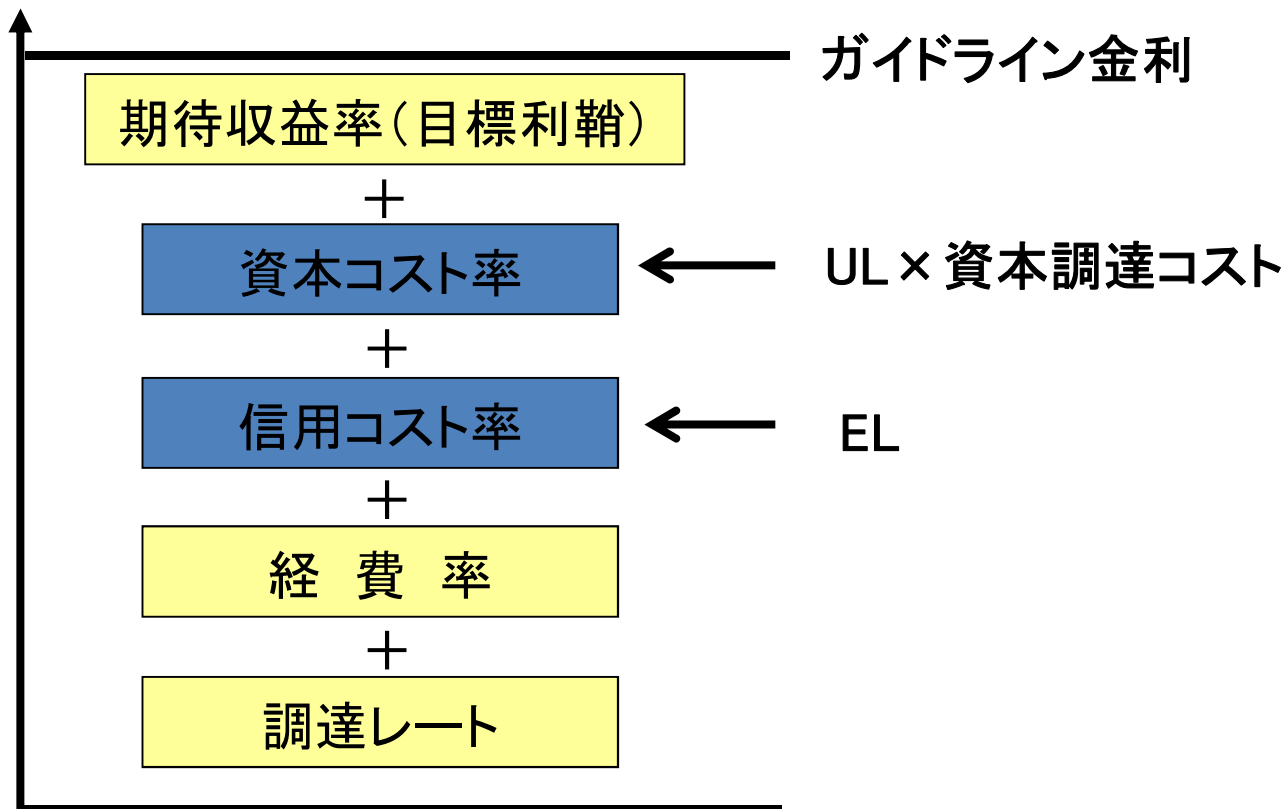 ガイドライン金利
期待収益率(目標利鞘)
+
資本コスト率
UL×資本調達コスト
+
信用コスト率
EL
+
経 費 率
+
調達レート